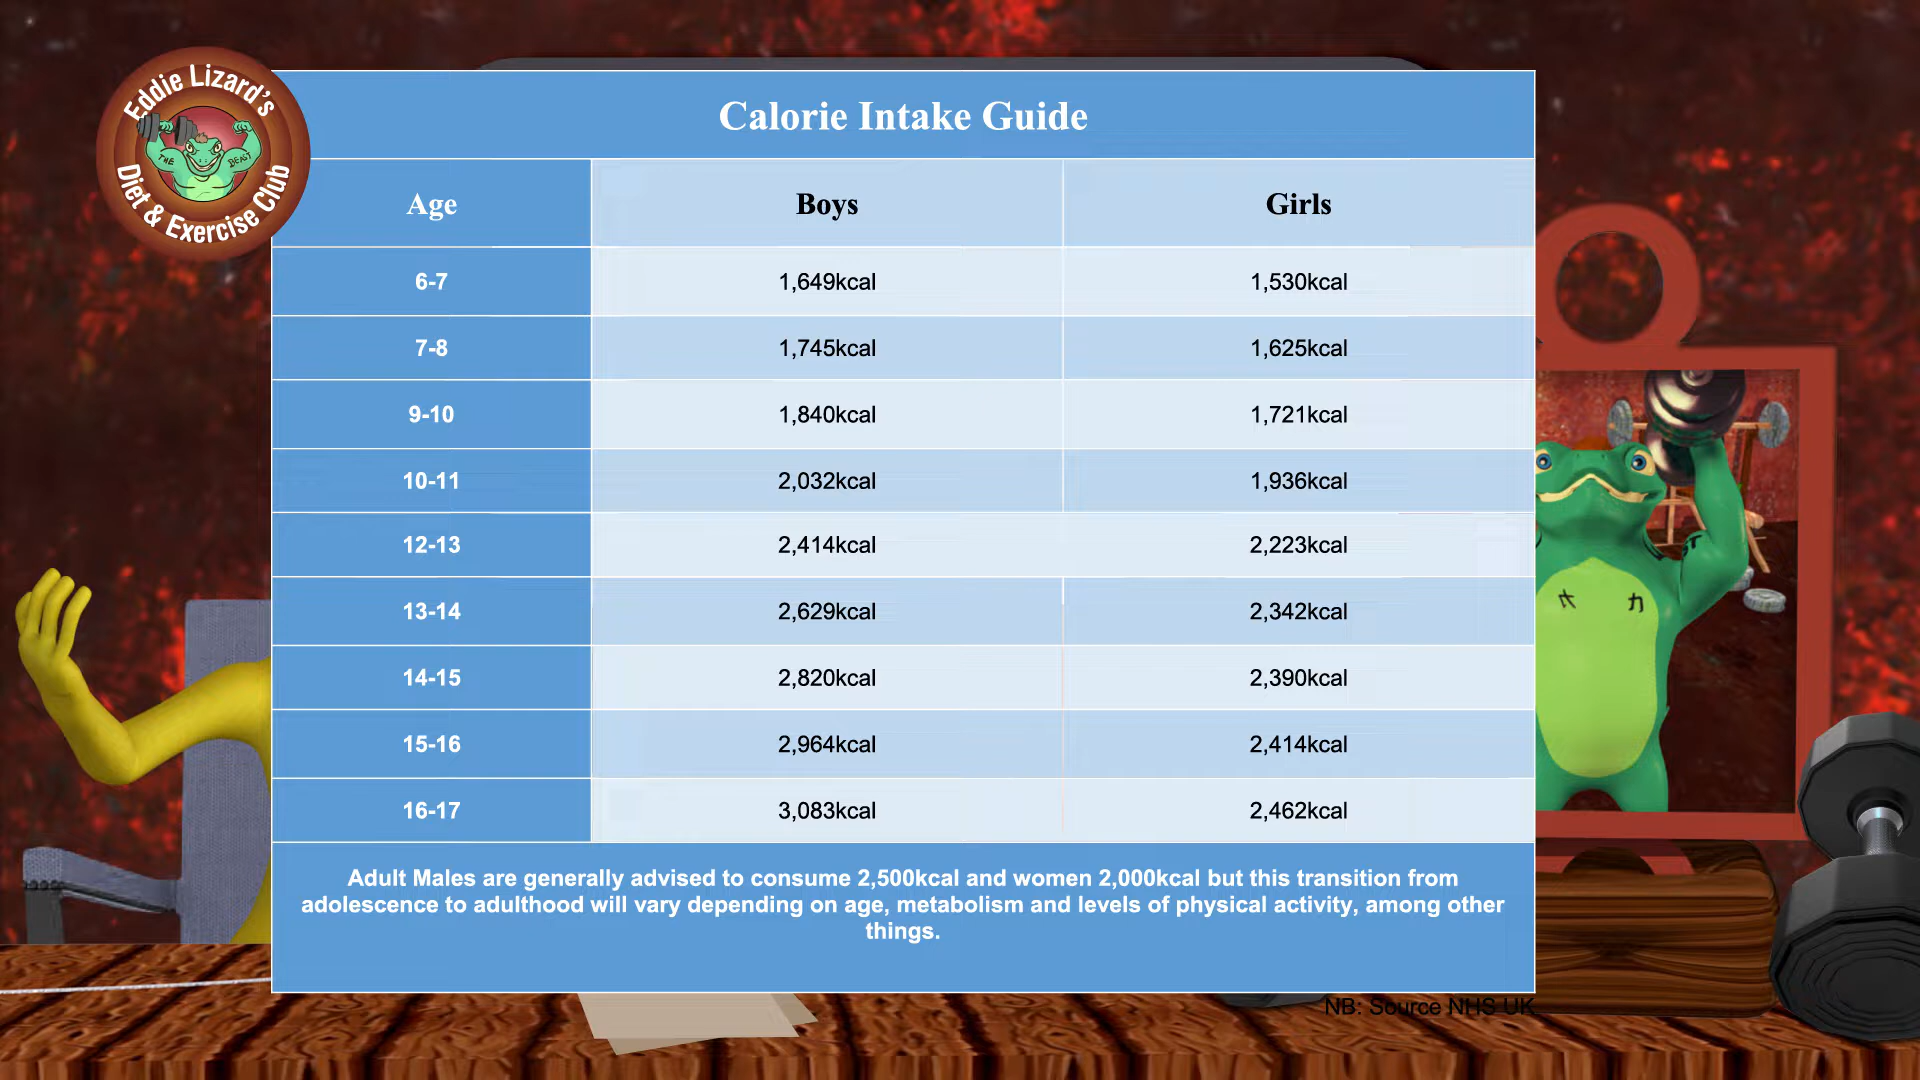 Eddie Lizard's
THE BEAST
Diet & Exercise Club
Calorie Intake Guide
Age Boys Girls
6-7 1,649kcal 1,530kcal
7-8 1,745kcal 1,625kcal
9-10 1,840kcal 1,721kcal
10-11 2,032kcal 1,936kcal
12-13 2,414kcal 2,223kcal
13-14 2,629kcal 2,342kcal
14-15 2,820kcal 2,390kcal
15-16 2,964kcal 2,414kcal
16-17 3,083kcal 2,462kcal
Adult Males are generally advised to consume 2,500kcal and women 2,000kcal but this transition from
adolescence to adulthood will vary depending on age, metabolism and levels of physical activity, among other
things.
NB: Source NHS UK